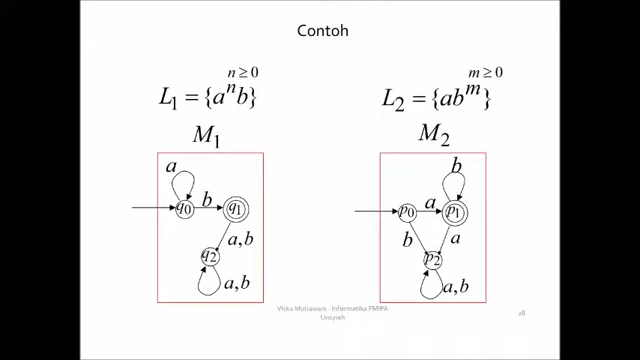 Contoh
n ≥ 0
L₁ = {aⁿb}
M₁
a
q₀
b
q₁
a,b
q₂
a,b
m ≥ 0
L₂ = {abᵐ}
M₂
b
p₀
a
p₁
b
a
p₂
a,b
Viska Mutiawani - Informatika FMIPA
Unsyiah
28